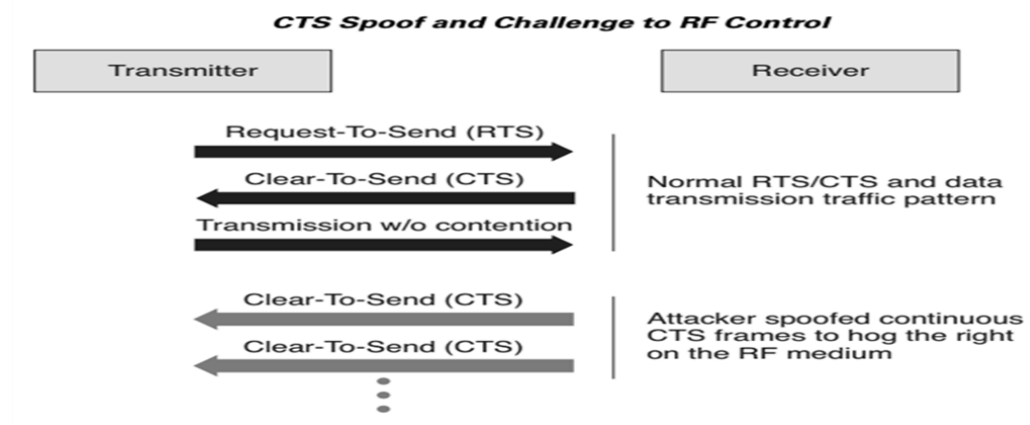 CTS Spoof and Challenge to RF Control
Transmitter
Receiver
Request-To-Send (RTS)
Clear-To-Send (CTS)
Transmission w/o contention
Normal RTS/CTS and data
transmission traffic pattern
Clear-To-Send (CTS)
Clear-To-Send (CTS)
Attacker spoofed continuous
CTS frames to hog the right
on the RF medium